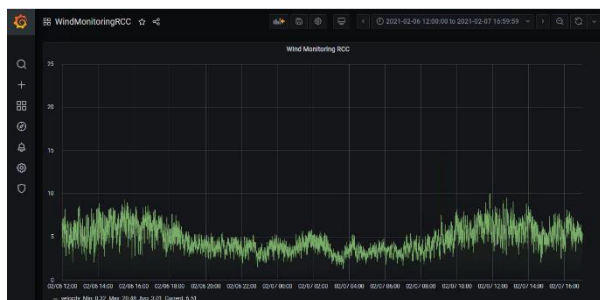 WindMonitoringRCC
2021-02-06 12:00:00 to 2021-02-07 16:59:59
Wind Monitoring RCC
25
20
15
10
5
0
02/06 12:00 02/06 14:00 02/06 16:00 02/06 18:00 02/06 20:00 02/06 22:00 02/07 00:00 02/07 02:00 02/07 04:00 02/07 06:00 02/07 08:00 02/07 10:00 02/07 12:00 02/07 14:00 02/07 16:00
velocity Min: 0.32 Max: 20.48 Avg: 3.01 Current: 6.51